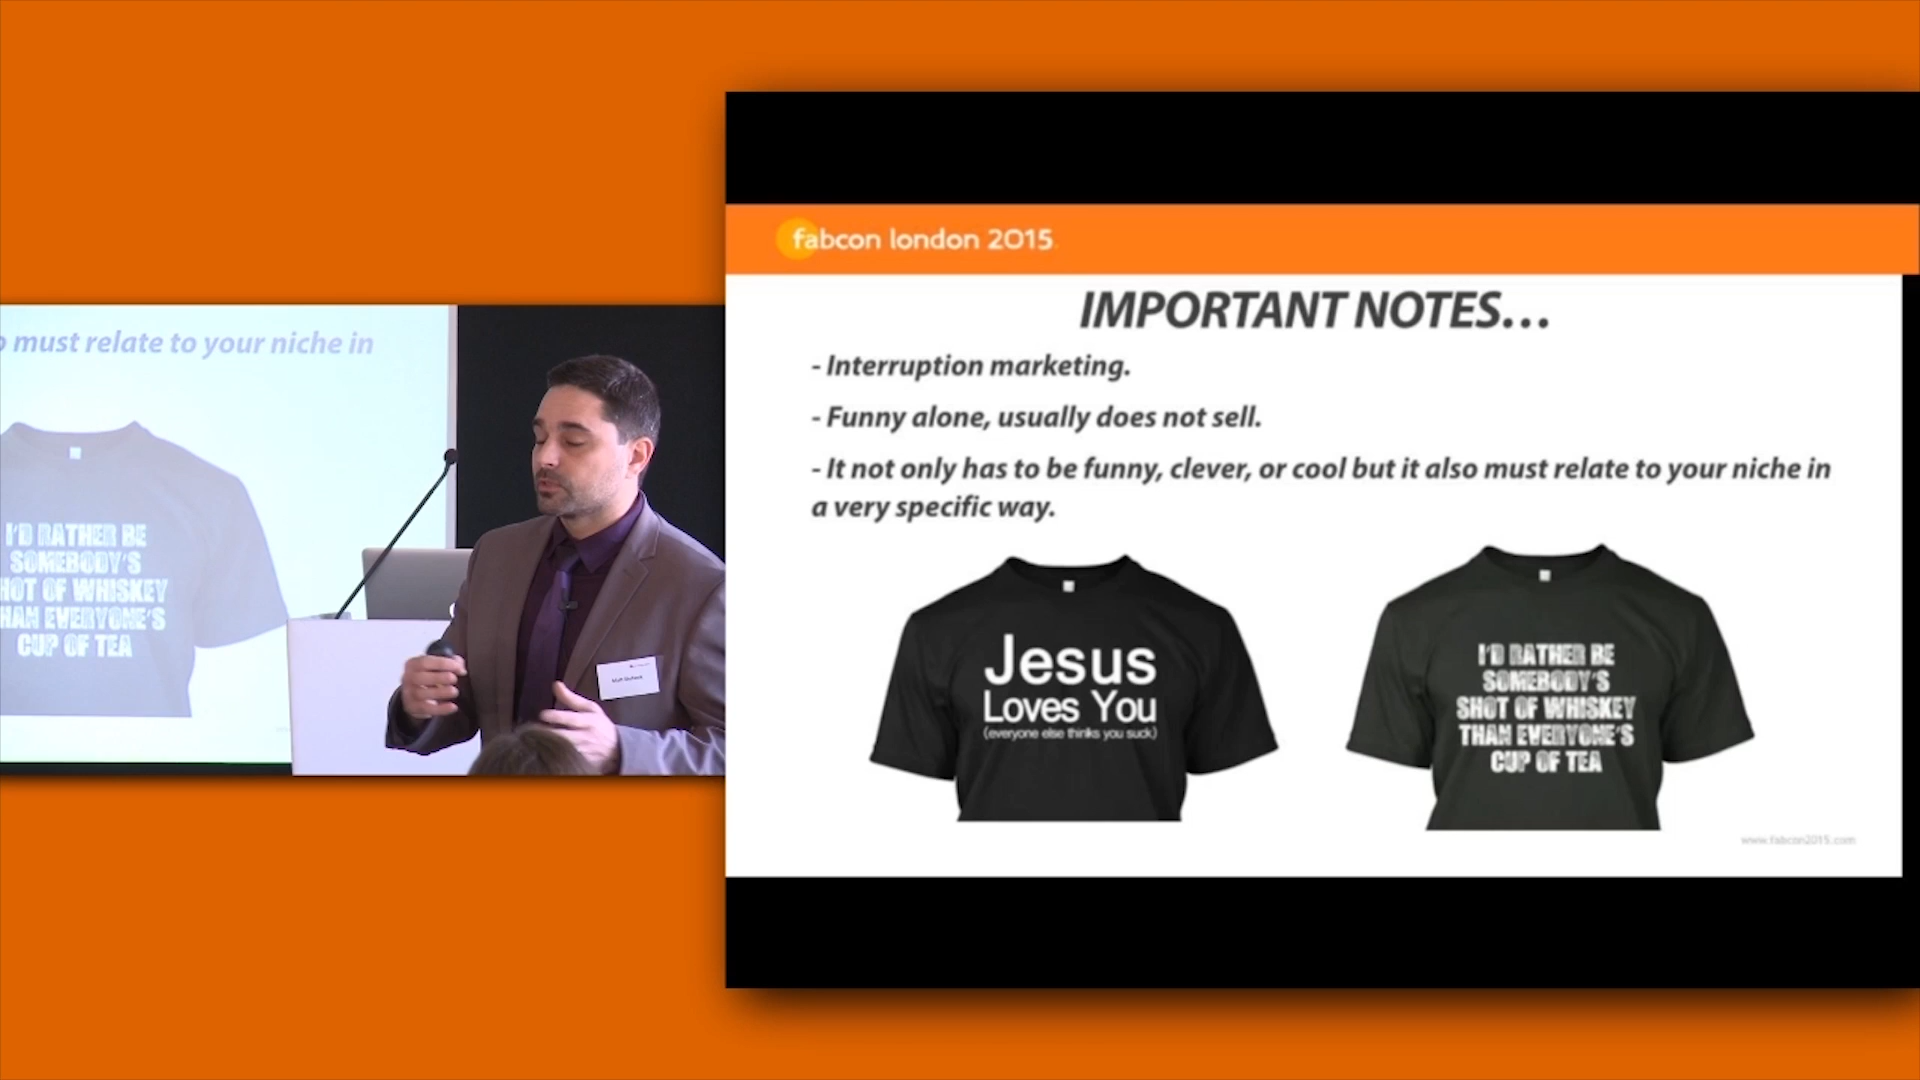 o must relate to your niche in
I'D RATHER BE
SOMEBODY'S
HOT OF WHISKEY
HAN EVERYONE'S
CUP OF TEA
fabcon london 2015
IMPORTANT NOTES...
- Interruption marketing.
- Funny alone, usually does not sell.
- It not only has to be funny, clever, or cool but it also must relate to your niche in
a very specific way.
Jesus
Loves You
(everyone else thinks you suck)
I'D RATHER BE
SOMEBODY'S
SHOT OF WHISKEY
THAN EVERYONE'S
CUP OF TEA
www.fabcon2015.com